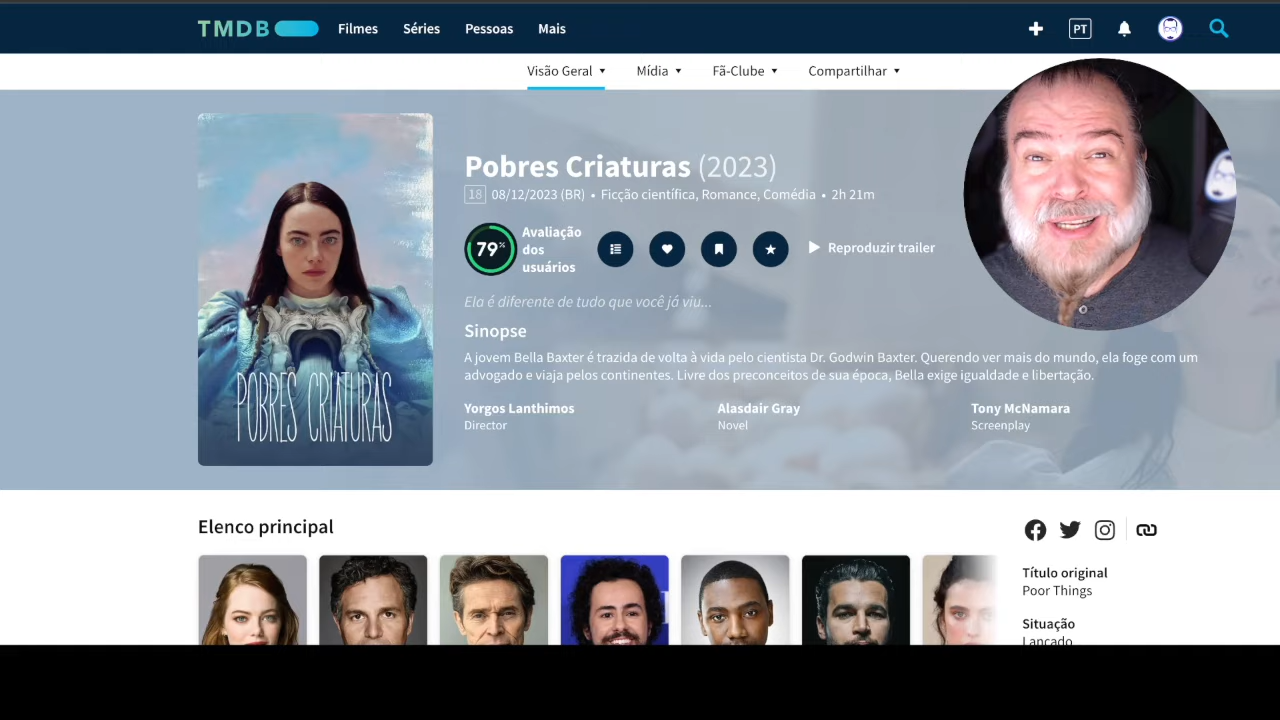 TMDB
Filmes
Séries
Pessoas
Mais
PT
Visão Geral
Mídia
Fã-Clube
Compartilhar
Pobres Criaturas (2023)
18 08/12/2023 (BR) • Ficção científica, Romance, Comédia • 2h 21m
79%
Avaliação
dos
usuários
Reproduzir trailer
Ela é diferente de tudo que você já viu...
Sinopse
A jovem Bella Baxter é trazida de volta à vida pelo cientista Dr. Godwin Baxter. Querendo ver mais do mundo, ela foge com um
advogado e viaja pelos continentes. Livre dos preconceitos de sua época, Bella exige igualdade e libertação.
Yorgos Lanthimos
Director
Alasdair Gray
Novel
Tony McNamara
Screenplay
POBRES CRIATURAS
Elenco principal
Título original
Poor Things
Situação
Lançado